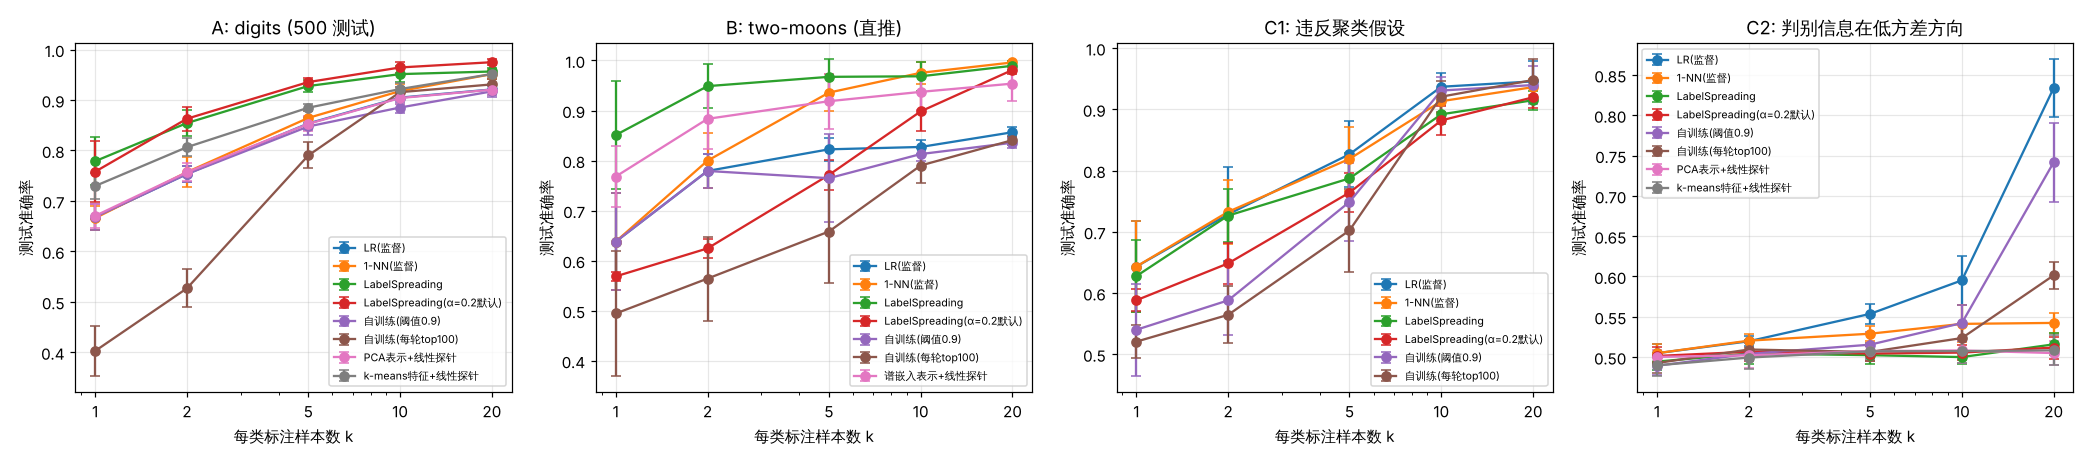 A: digits (500 测试)
测试准确率
1.0
0.9
0.8
0.7
0.6
0.5
0.4
1
2
5
10
20
每类标注样本数 k
LR(监督)
1-NN(监督)
LabelSpreading
LabelSpreading(α=0.2默认)
自训练(阈值0.9)
自训练(每轮top100)
PCA表示+线性探针
k-means特征+线性探针
B: two-moons (直推)
测试准确率
1.0
0.9
0.8
0.7
0.6
0.5
0.4
1
2
5
10
20
每类标注样本数 k
LR(监督)
1-NN(监督)
LabelSpreading
LabelSpreading(α=0.2默认)
自训练(阈值0.9)
自训练(每轮top100)
谱嵌入表示+线性探针
C1: 违反聚类假设
测试准确率
1.0
0.9
0.8
0.7
0.6
0.5
1
2
5
10
20
每类标注样本数 k
LR(监督)
1-NN(监督)
LabelSpreading
LabelSpreading(α=0.2默认)
自训练(阈值0.9)
自训练(每轮top100)
C2: 判别信息在低方差方向
测试准确率
0.85
0.80
0.75
0.70
0.65
0.60
0.55
0.50
1
2
5
10
20
每类标注样本数 k
LR(监督)
1-NN(监督)
LabelSpreading
LabelSpreading(α=0.2默认)
自训练(阈值0.9)
自训练(每轮top100)
PCA表示+线性探针
k-means特征+线性探针